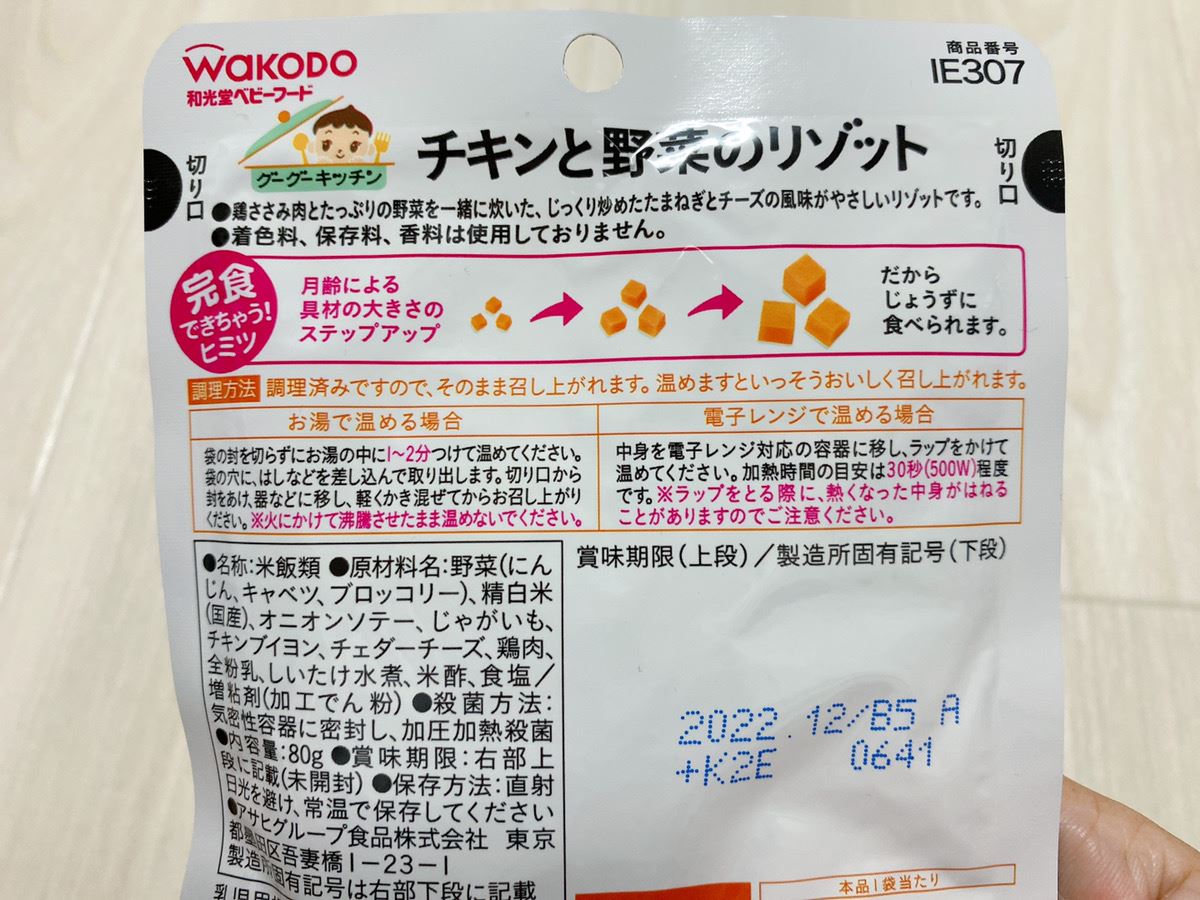 wakodo
和光堂ベビーフード
商品番号
IE307
グーグーキッチン
チキンと野菜のリゾット
切り口
切り口
●鶏ささみ肉とたっぷりの野菜を一緒に炊いた、じっくり炒めたたまねぎとチーズの風味がやさしいリゾットです。
●着色料、保存料、香料は使用しておりません。
完食
できちゃう!
ヒミツ
月齢による
具材の大きさの
ステップアップ
だから
じょうずに
食べられます。
調理方法 調理済みですので、そのまま召し上がれます。温めますといっそうおいしく召し上がれます。
お湯で温める場合
袋の封を切らずにお湯の中に1〜2分つけて温めてください。
袋の穴に、はしなどを差し込んで取り出します。切り口から
封をあけ、器などに移し、軽くかき混ぜてからお召し上がり
ください。※火にかけて沸騰させたまま温めないでください。
電子レンジで温める場合
中身を電子レンジ対応の容器に移し、ラップをかけて
温めてください。加熱時間の目安は30秒(500W)程度
です。※ラップをとる際に、熱くなった中身がはねる
ことがありますのでご注意ください。
●名称:米飯類 ●原材料名:野菜(にん
じん、キャベツ、ブロッコリー)、精白米
(国産)、オニオンソテー、じゃがいも、
チキンブイヨン、チェダーチーズ、鶏肉、
全粉乳、しいたけ水煮、米酢、食塩/
増粘剤(加工でん粉) ●殺菌方法:
気密性容器に密封し、加圧加熱殺菌
●内容量:80g ●賞味期限:右部上
段に記載(未開封) ●保存方法:直射
日光を避け、常温で保存してください
●アサヒグループ食品株式会社 東京
都墨田区吾妻橋1-23-1
製造所固有記号は右部下段に記載
賞味期限(上段)/製造所固有記号(下段)
2022.12/B5 A
+K2E 0641
本品1袋当たり